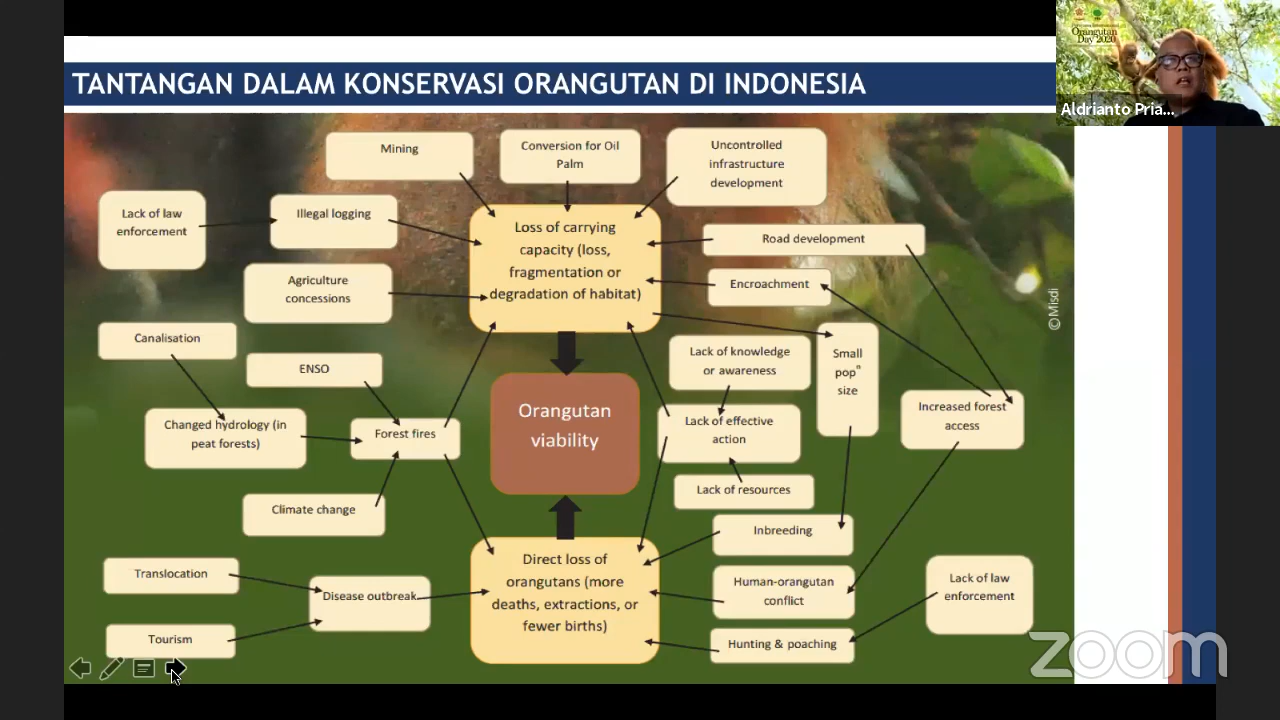 Orangutan
Day 2020
Aldrianto Pria...
TANTANGAN DALAM KONSERVASI ORANGUTAN DI INDONESIA
Mining
Conversion for Oil
Palm
Uncontrolled
infrastructure
development
Lack of law
enforcement
Illegal logging
Loss of carrying
capacity (loss,
fragmentation or
degradation of habitat)
Road development
Agriculture
concessions
Encroachment
©Misdi
Canalisation
ENSO
Lack of knowledge
or awareness
Small
pop°
size
Changed hydrology (in
peat forests)
Forest fires
Orangutan
viability
Lack of effective
action
Increased forest
access
Climate change
Lack of resources
Inbreeding
Translocation
Disease outbreak
Direct loss of
orangutans (more
deaths, extractions, or
fewer births)
Human-orangutan
conflict
Lack of law
enforcement
Tourism
Hunting & poaching
zoom